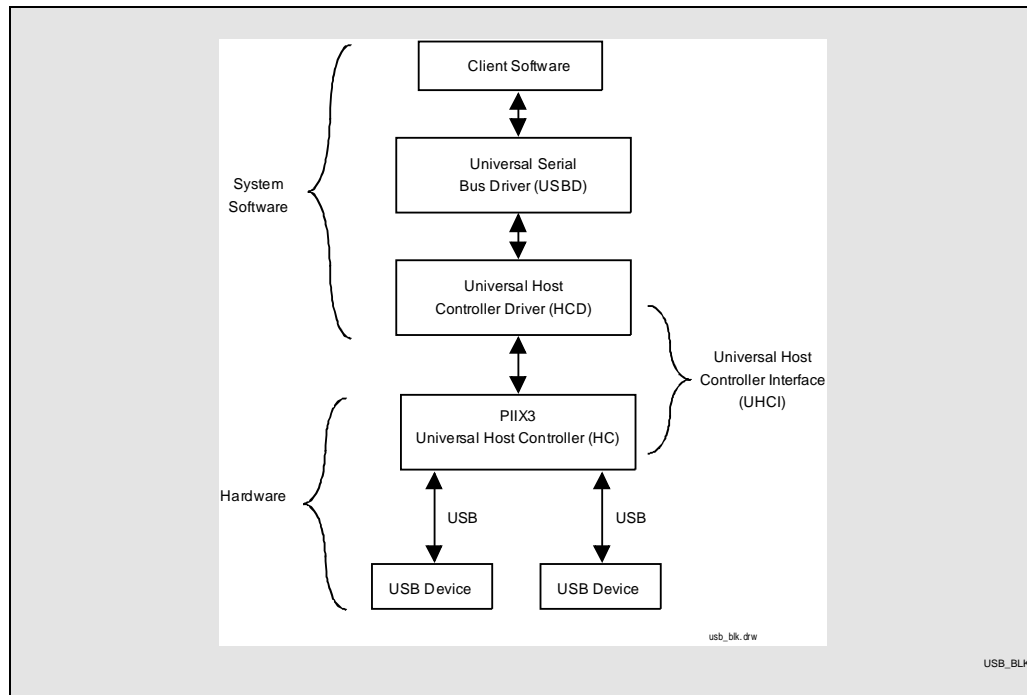 Client Software
Universal Serial
Bus Driver (USBD)
System
Software
Universal Host
Controller Driver (HCD)
Universal Host
Controller Interface
(UHCI)
PIIX3
Universal Host Controller (HC)
Hardware
USB
USB
USB Device
USB Device
usb_blk.drw
USB_BLK